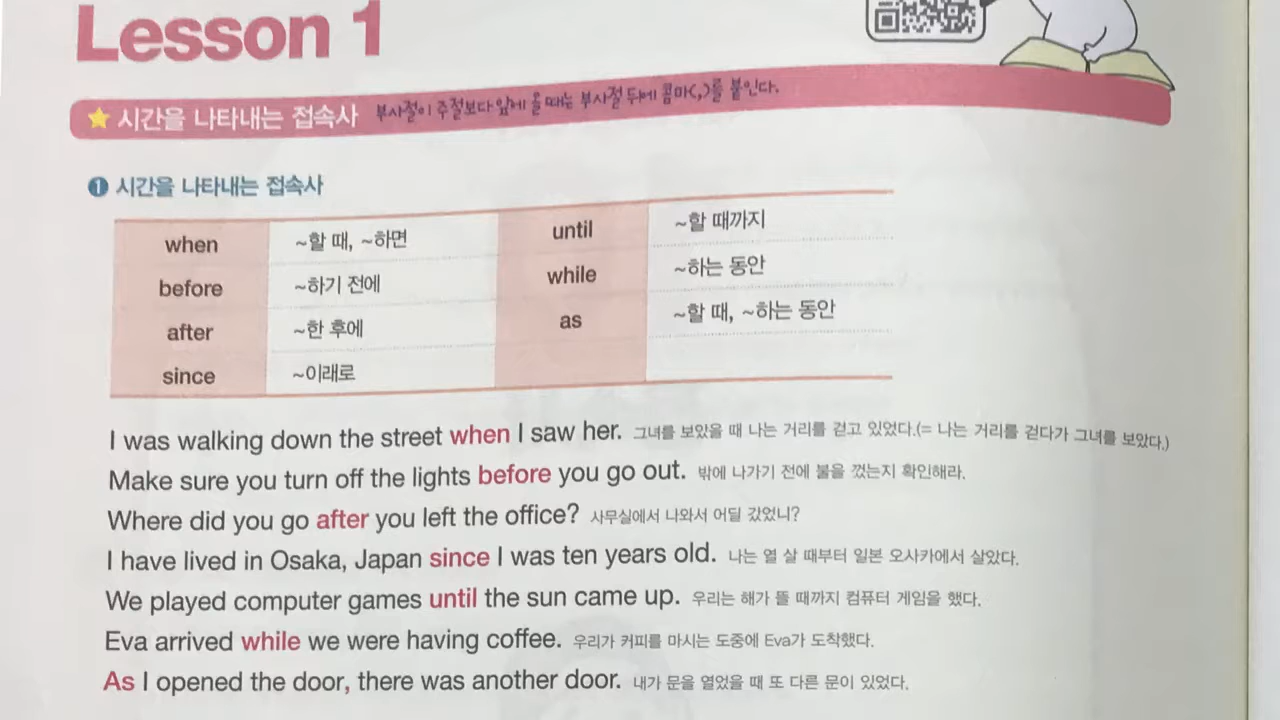 Lesson 1
시간을 나타내는 접속사 부사절이 주절보다 앞에 올 때는 부사절 뒤에 콤마(,)를 붙인다.
1 시간을 나타내는 접속사
when ~할 때, ~하면 until ~할 때까지
before ~하기 전에 while ~하는 동안
after ~한 후에 as ~할 때, ~하는 동안
since ~이래로
I was walking down the street when I saw her. 그녀를 보았을 때 나는 거리를 걷고 있었다.(= 나는 거리를 걷다가 그녀를 보았다.)
Make sure you turn off the lights before you go out. 밖에 나가기 전에 불을 껐는지 확인해라.
Where did you go after you left the office? 사무실에서 나와서 어딜 갔었니?
I have lived in Osaka, Japan since I was ten years old. 나는 열 살 때부터 일본 오사카에서 살았다.
We played computer games until the sun came up. 우리는 해가 뜰 때까지 컴퓨터 게임을 했다.
Eva arrived while we were having coffee. 우리가 커피를 마시는 도중에 Eva가 도착했다.
As I opened the door, there was another door. 내가 문을 열었을 때 또 다른 문이 있었다.